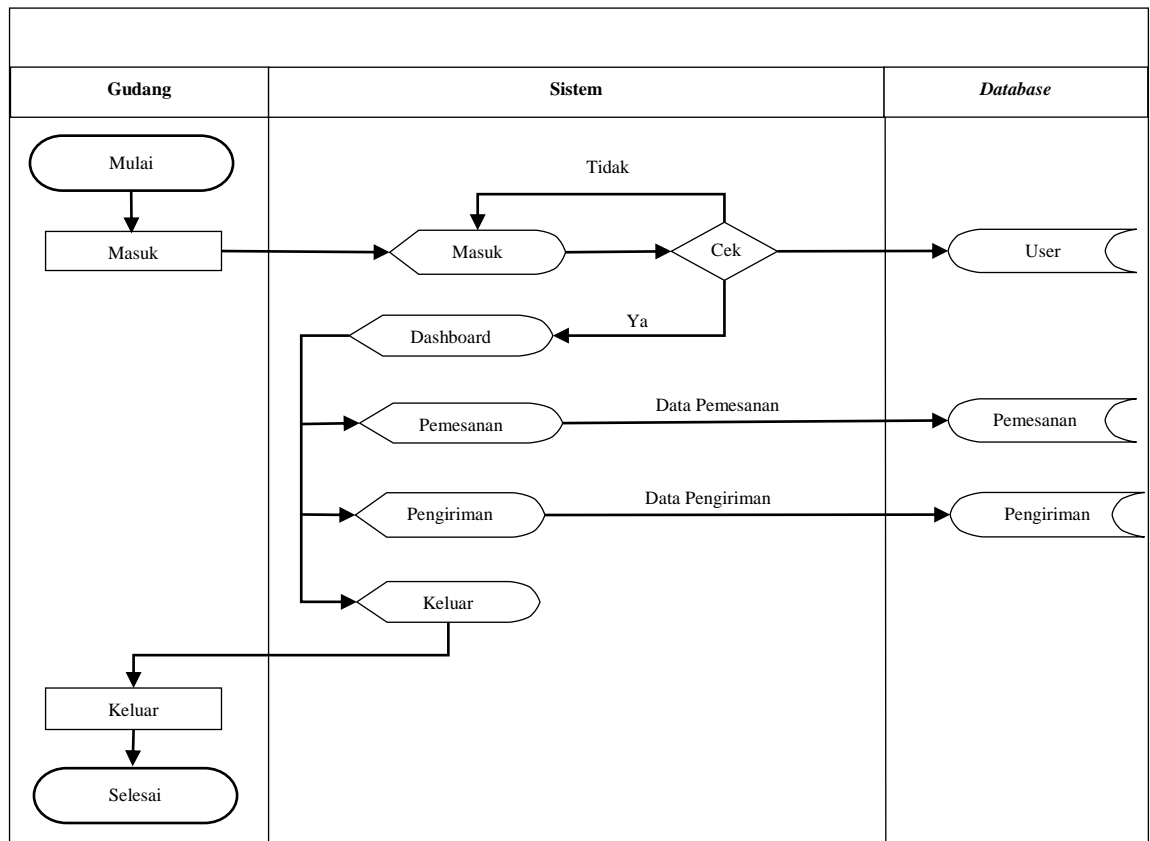 Gudang
Sistem
Database
Mulai
Tidak
Masuk
Masuk
Cek
User
Dashboard
Ya
Pemesanan
Data Pemesanan
Pemesanan
Pengiriman
Data Pengiriman
Pengiriman
Keluar
Keluar
Selesai